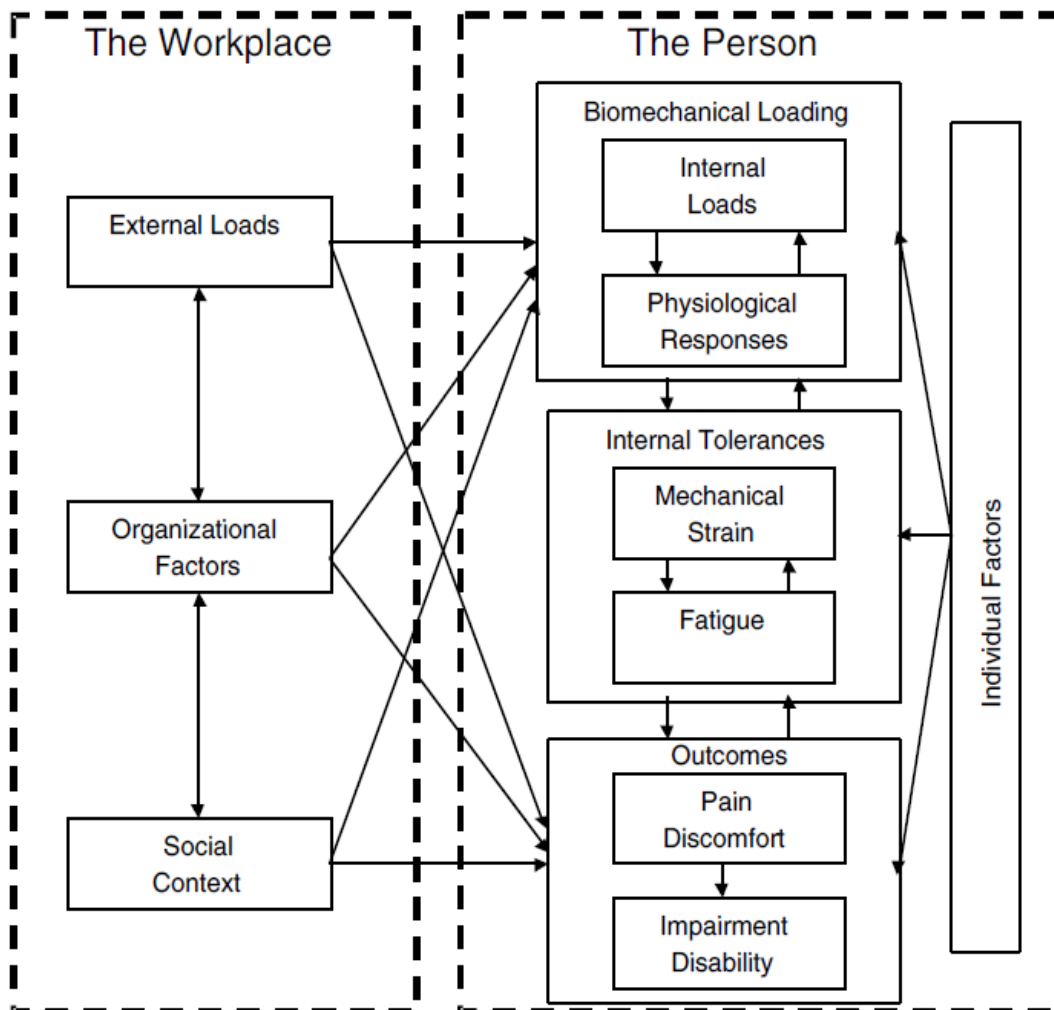 The Workplace
External Loads
Organizational
Factors
Social
Context
The Person
Biomechanical Loading
Internal
Loads
Physiological
Responses
Internal Tolerances
Mechanical
Strain
Fatigue
Outcomes
Pain
Discomfort
Impairment
Disability
Individual Factors